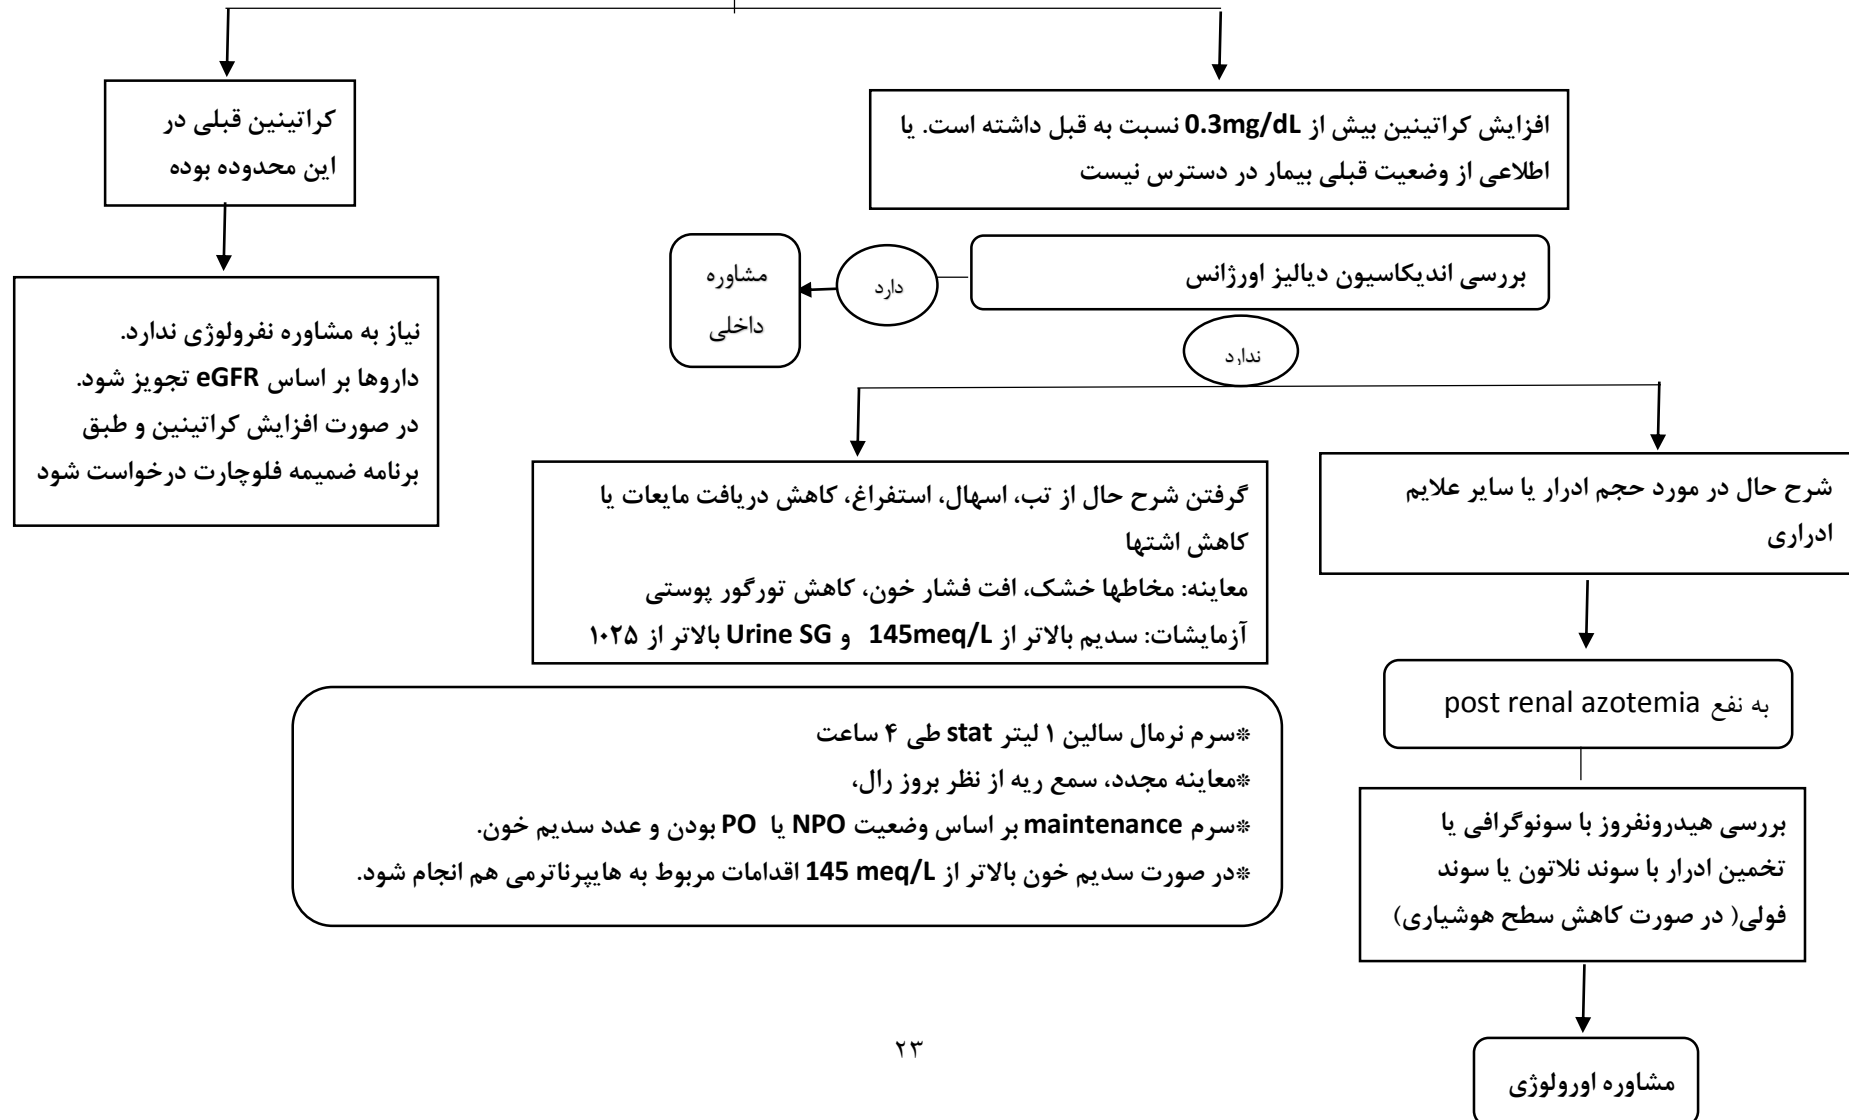 کراتینین قبلی در
این محدوده بوده
افزایش کراتینین بیش از 0.3mg/dL نسبت به قبل داشته است. یا
اطلاعی از وضعیت قبلی بیمار در دسترس نیست
بررسی اندیکاسیون دیالیز اورژانس
دارد
مشاوره
داخلی
ندارد
نیاز به مشاوره نفرولوژی ندارد.
داروها بر اساس eGFR تجویز شود.
در صورت افزایش کراتینین و طبق
برنامه ضمیمه فلوچارت درخواست شود
شرح حال در مورد حجم ادرار یا سایر علایم
ادراری
گرفتن شرح حال از تب، اسهال، استفراغ، کاهش دریافت مایعات یا
کاهش اشتها
معاینه: مخاطها خشک، افت فشار خون، کاهش تورگور پوستی
آزمایشات: سدیم بالاتر از 145meq/L و Urine SG بالاتر از ۱۰۲۵
به نفع post renal azotemia
*سرم نرمال سالین ۱ لیتر stat طی ۴ ساعت
*معاینه مجدد، سمع ریه از نظر بروز رال،
*سرم maintenance بر اساس وضعیت NPO یا PO بودن و عدد سدیم خون.
*در صورت سدیم خون بالاتر از 145 meq/L اقدامات مربوط به هایپرناترمی هم انجام شود.
بررسی هیدرونفروز با سونوگرافی یا
تخمین ادرار با سوند نلاتون یا سوند
فولی( در صورت کاهش سطح هوشیاری)
مشاوره اورولوژی
۲۳